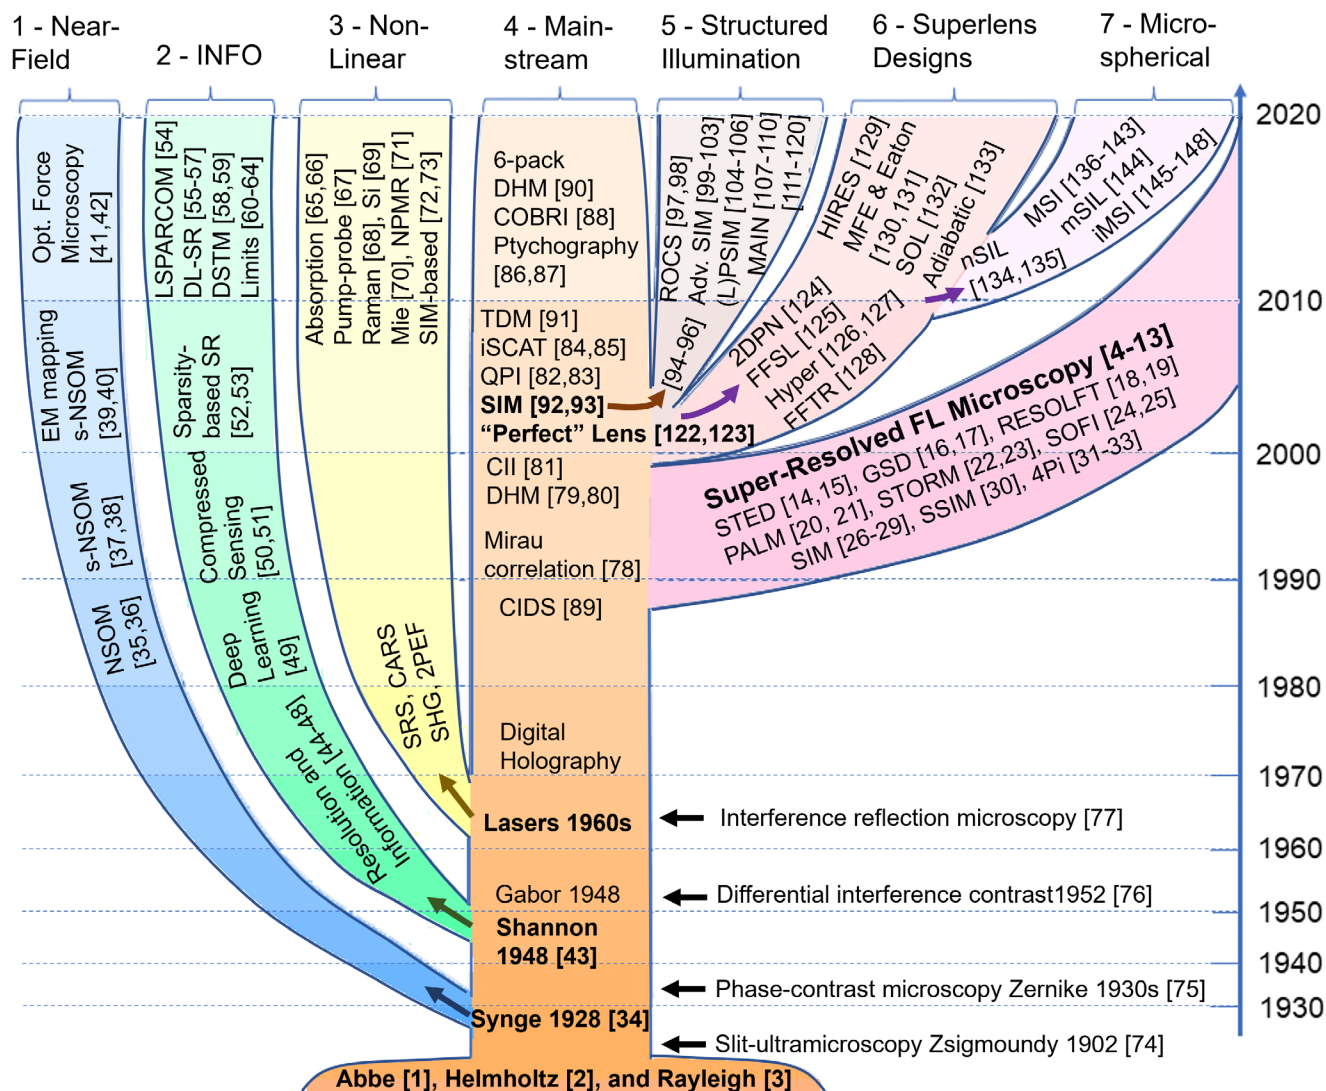 1 - Near-
Field
2 - INFO
3 - Non-
Linear
4 - Main-
stream
5 - Structured
Illumination
6 - Superlens
Designs
7 - Micro-
spherical
2020
2010
2000
1990
1980
1970
1960
1950
1940
1930
Opt. Force
Microscopy
[41,42]
EM mapping
s-NSOM
[39,40]
s-NSOM
[37,38]
NSOM
[35,36]
LSPARCOM [54]
DL-SR [55-57]
DSTM [58,59]
Limits [60-64]
Sparsity-
based SR
[52,53]
Compressed
Sensing
[50,51]
Deep
Learning
[49]
Resolution and
Information [44-48]
Absorption [65,66]
Pump-probe [67]
Raman [68], Si [69]
Mie [70], NPMR [71]
SIM-based [72,73]
SRS, CARS
SHG, 2PEF
6-pack
DHM [90]
COBRI [88]
Ptychography
[86,87]
TDM [91]
iSCAT [84,85]
QPI [82,83]
SIM [92,93]
“Perfect” Lens [122,123]
CII [81]
DHM [79,80]
Mirau
correlation [78]
CIDS [89]
Digital
Holography
Lasers 1960s
Gabor 1948
Shannon
1948 [43]
Synge 1928 [34]
Abbe [1], Helmholtz [2], and Rayleigh [3]
ROCS [97,98]
Adv. SIM [99-103]
(L)PSIM [104-106]
MAIN [107-110]
[111-120]
[94-96]
HIRES [129]
MFE & Eaton
[130,131]
SOL [132]
Adiabatic [133]
2DPN [124]
FFSL [125]
Hyper [126,127]
FFTR [128]
MSI [136-143]
mSIL [144]
iMSI [145-148]
nSIL
[134,135]
Super-Resolved FL Microscopy [4-13]
STED [14,15], GSD [16,17], RESOLFT [18,19]
PALM [20, 21], STORM [22,23], SOFI [24,25]
SIM [26-29], SSIM [30], 4Pi [31-33]
Interference reflection microscopy [77]
Differential interference contrast1952 [76]
Phase-contrast microscopy Zernike 1930s [75]
Slit-ultramicroscopy Zsigmoundy 1902 [74]